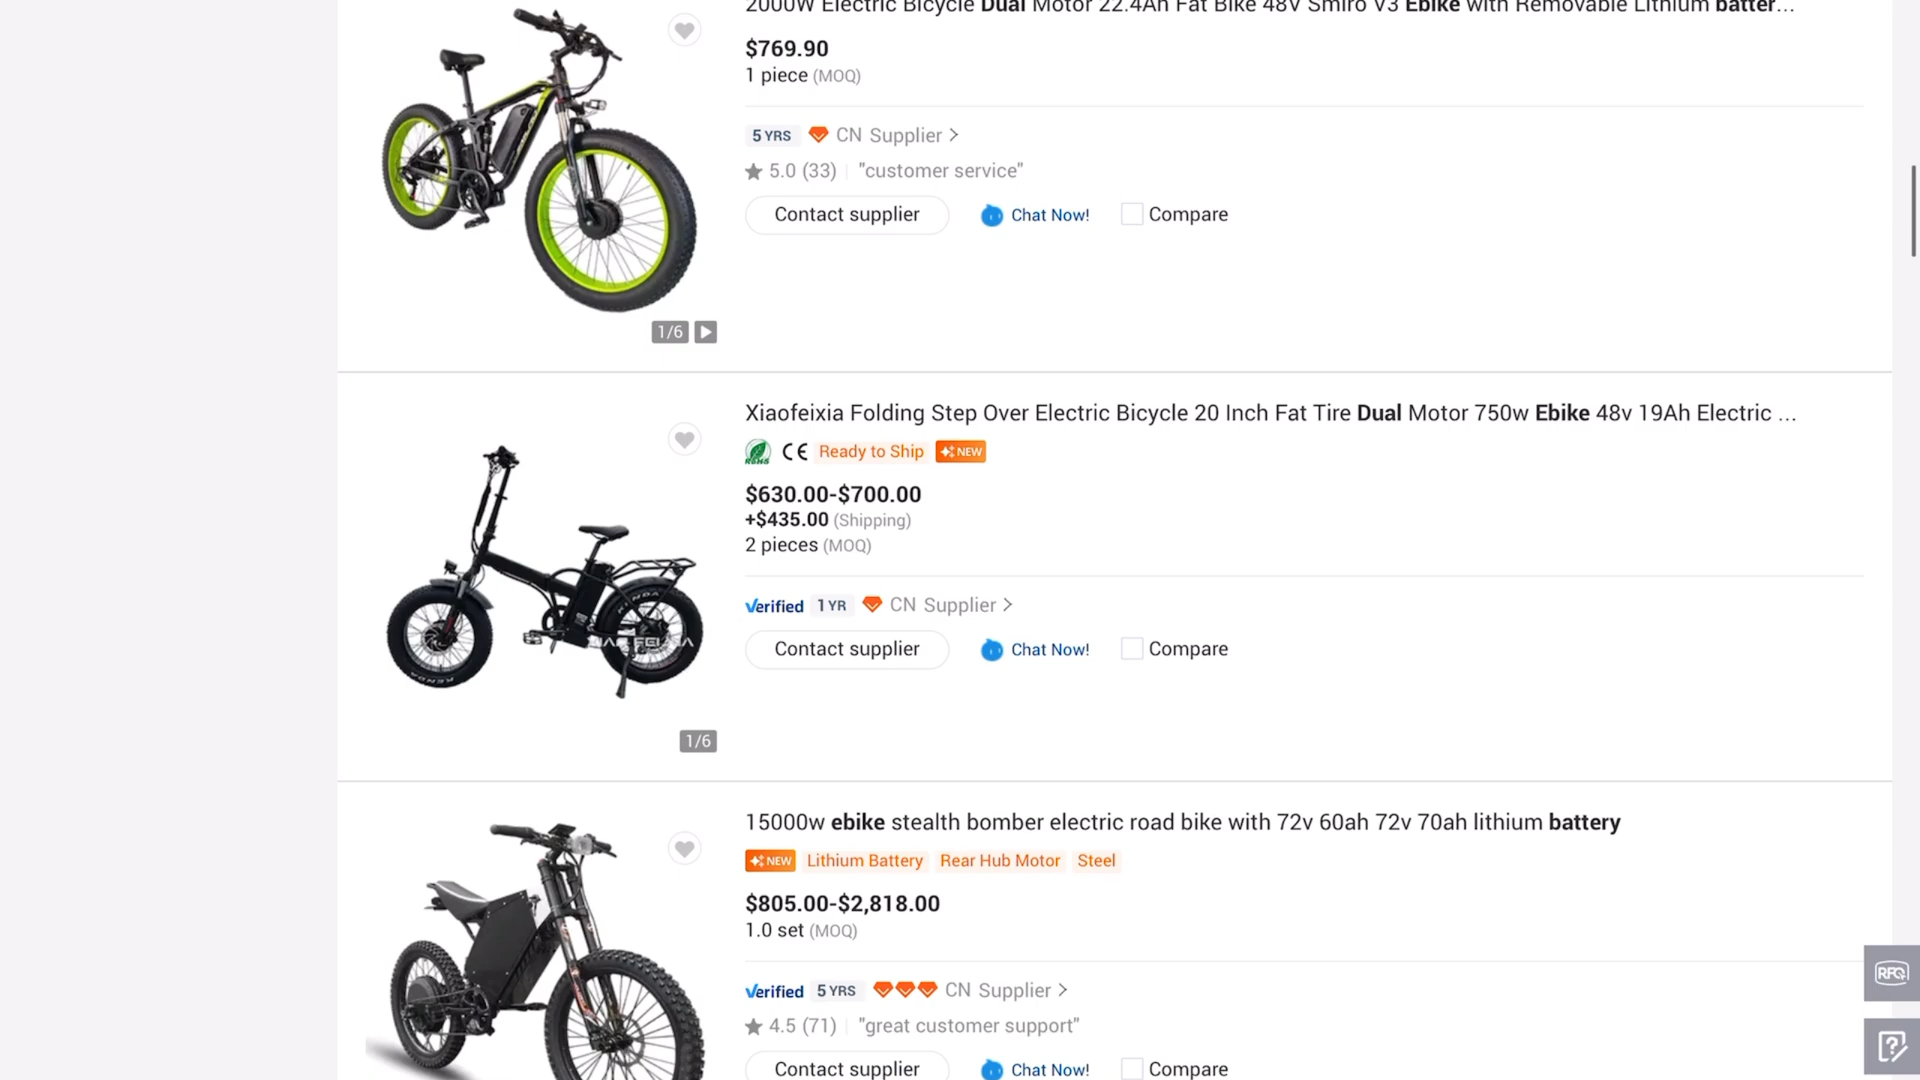 2000W Electric Bicycle Dual Motor 22.4Ah Fat Bike 48V Smlro V3 Ebike with Removable Lithium batter...
$769.90
1 piece (MOQ)
5 YRS CN Supplier >
5.0 (33) "customer service"
Contact supplier Chat Now! Compare
1/6
Xiaofeixia Folding Step Over Electric Bicycle 20 Inch Fat Tire Dual Motor 750w Ebike 48v 19Ah Electric ...
RoHS CE Ready to Ship NEW
$630.00-$700.00
+$435.00 (Shipping)
2 pieces (MOQ)
Verified 1 YR CN Supplier >
Contact supplier Chat Now! Compare
KENDA
KENDA
1/6
15000w ebike stealth bomber electric road bike with 72v 60ah 72v 70ah lithium battery
NEW Lithium Battery Rear Hub Motor Steel
$805.00-$2,818.00
1.0 set (MOQ)
Verified 5 YRS CN Supplier >
4.5 (71) "great customer support"
Contact supplier Chat Now! Compare
RFQ